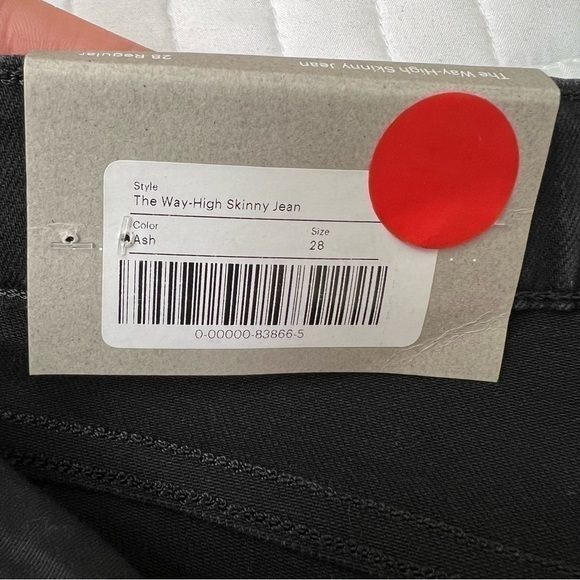 28 Regular
The Way-High Skinny Jean
Style
The Way-High Skinny Jean
Color
Size
Ash
28
0-00000-83866-5